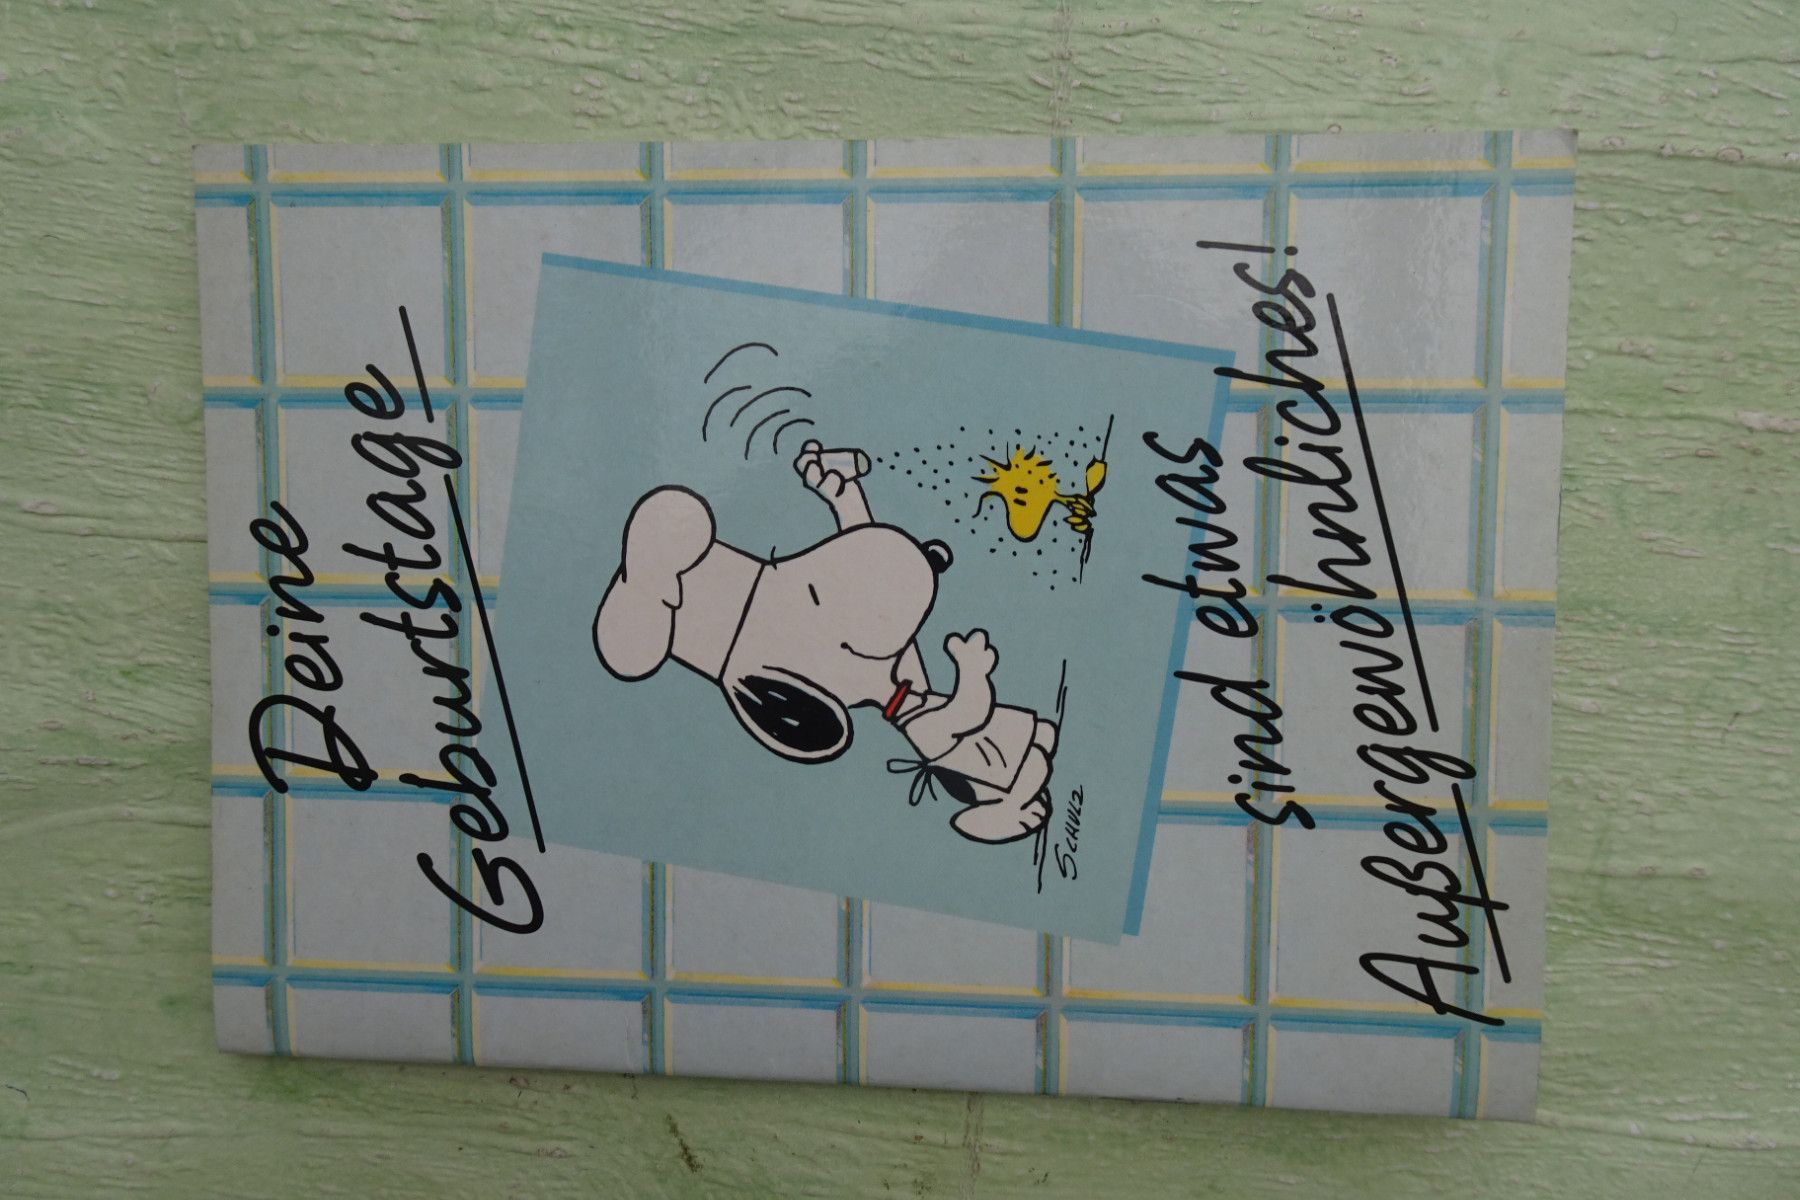 Deine
Geburtstage
SCHULZ
sind etwas
Außergewöhnliches!